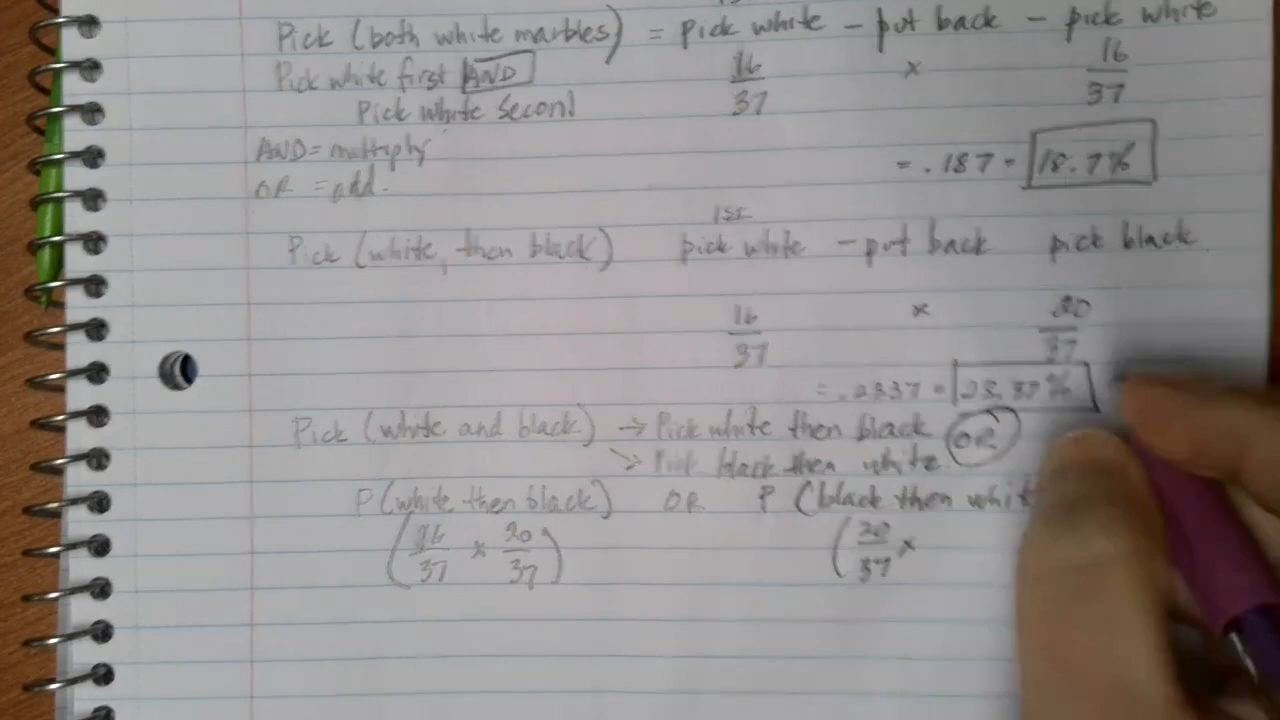 Pick (both white marbles) = pick white - put back - pick white
Pick white first AND 16/37 x 16/37
Pick white second
AND = multiply
OR = add.
= .187 = 18.7%
1st
Pick (white, then black) pick white - put back pick black
16/37 x 20/37
= .2337 = 23.37%
Pick (white and black) → Pick white then black OR
→ Pick black then white.
P(white then black) OR P (black then whit
(16/37 x 20/37) (20/37 x